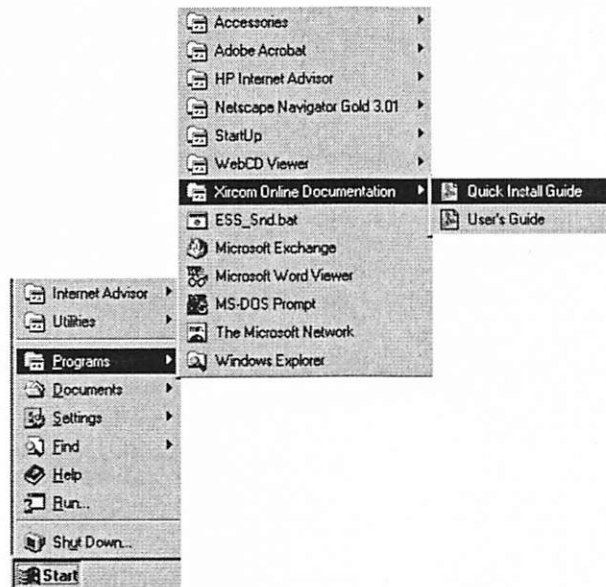 Accessories
Adobe Acrobat
HP Internet Advisor
Netscape Navigator Gold 3.01
StartUp
WebCD Viewer
Xircom Online Documentation
Quick Install Guide
User's Guide
ESS_Snd.bat
Microsoft Exchange
Microsoft Word Viewer
MS-DOS Prompt
The Microsoft Network
Windows Explorer
Internet Advisor
Utilities
Programs
Documents
Settings
Find
Help
Run...
Shut Down...
Start